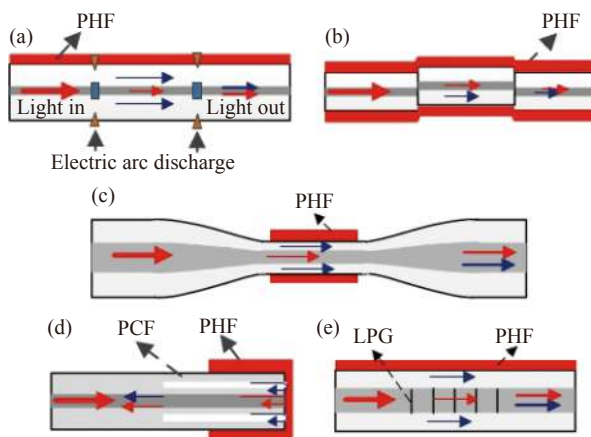 (a)
PHF
Light in
Light out
Electric arc discharge
(b)
PHF
(c)
PHF
(d)
PCF
PHF
(e)
LPG
PHF